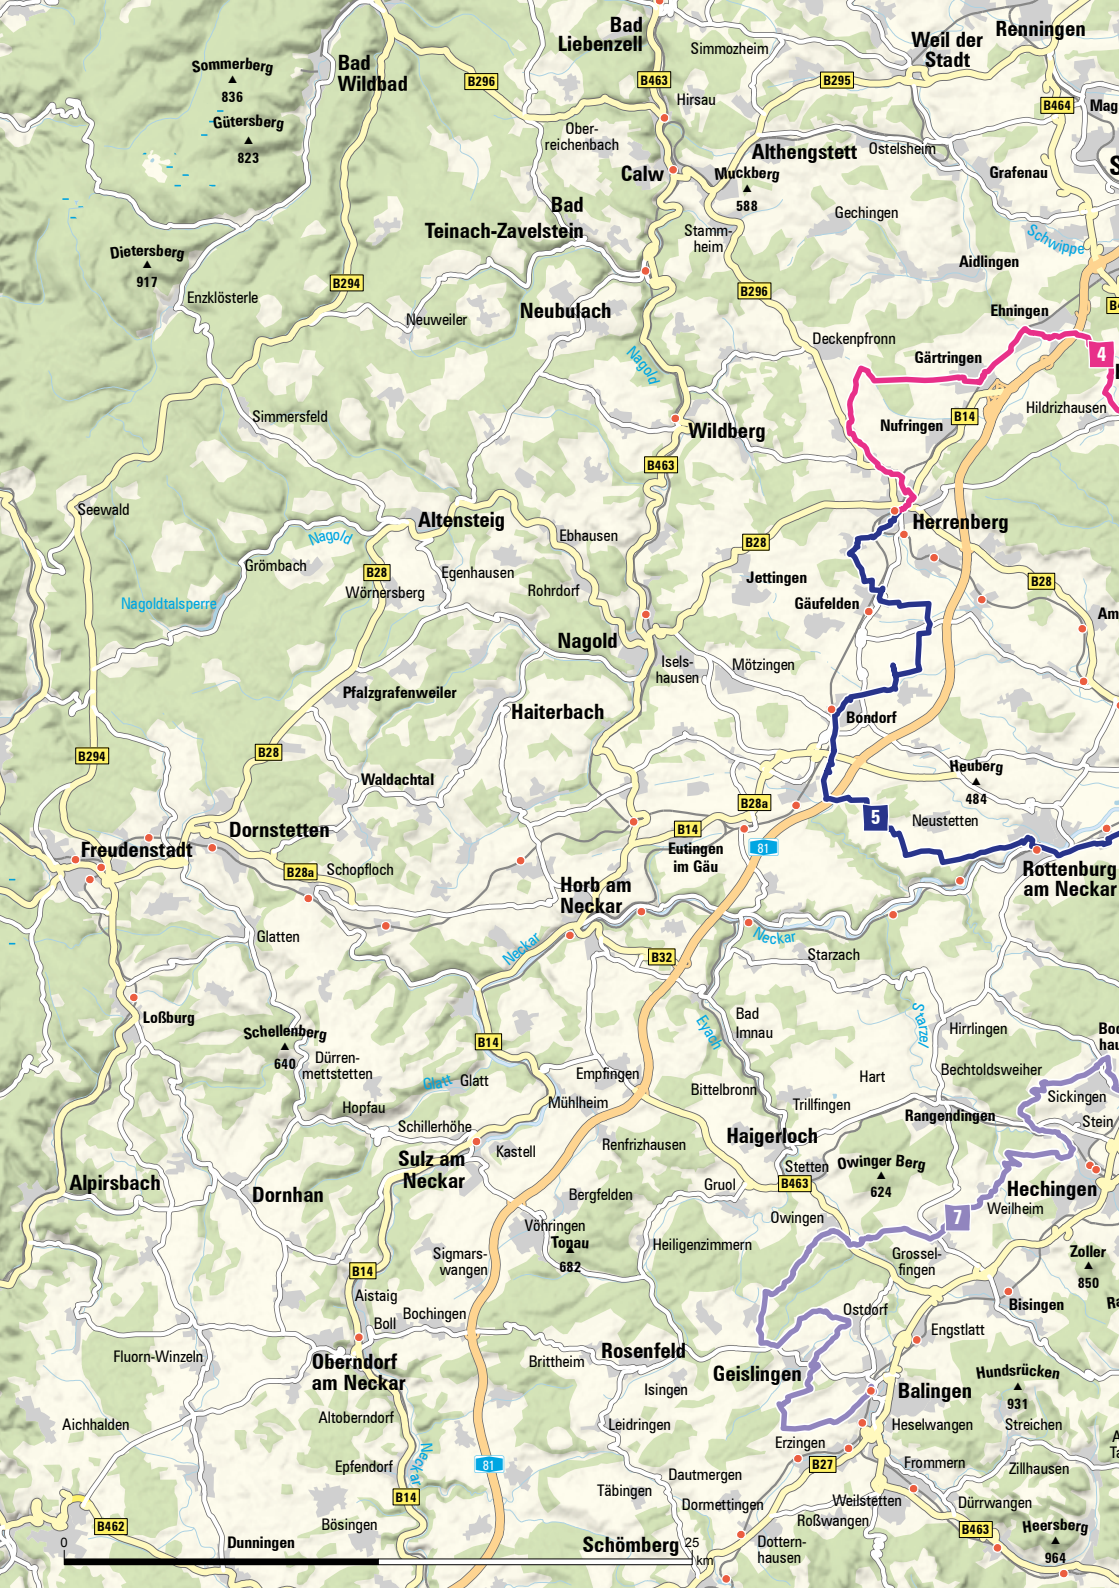 Bad
Liebenzell
Simmozheim
Weil der
Stadt
Renningen
Sommerberg
836
Bad
Wildbad
B296
B463
B295
Hirsau
B464
Mag
Gütersberg
823
Ober-
reichenbach
Althengstett
Ostelsheim
S
Calw
Muckberg
588
Grafenau
Bad
Teinach-Zavelstein
Stamm-
heim
Gechingen
Schwippe
Dietersberg
917
Aidlingen
B294
B296
B4
Enzklösterle
Neuweiler
Neubulach
Ehningen
Deckenpfronn
Gärtringen
4
Nagold
Simmersfeld
Wildberg
Nufringen
B14
Hildrizhausen
B463
Seewald
Altensteig
Nagold
Herrenberg
Ebhausen
B28
Grömbach
B28
Egenhausen
Jettingen
B28
Wörnersberg
Rohrdorf
Nagoldtalsperre
Gäufelden
Am
Nagold
Isels-
hausen
Mötzingen
Pfalzgrafenweiler
Haiterbach
Bondorf
B294
B28
Heuberg
484
Waldachtal
B28a
5
Neustetten
Dornstetten
B14
Eutingen
im Gäu
81
Freudenstadt
B28a
Schopfloch
Rottenburg
am Neckar
Horb am
Neckar
Glatten
Neckar
Neckar
B32
Starzach
Loßburg
Schellenberg
640
Eyach
Bad
Imnau
Starzel
Hirrlingen
Boc
hau
B14
Dürren-
mettstetten
Glatt
Glatt
Empfingen
Hart
Bechtoldsweiher
Bittelbronn
Sickingen
Hopfau
Mühlheim
Trillfingen
Rangendingen
Stein
Schillerhöhe
Haigerloch
Renfrizhausen
Kastell
Sulz am
Neckar
Stetten
Owinger Berg
624
Alpirsbach
Dornhan
Gruol
B463
Hechingen
Bergfelden
Weilheim
7
Owingen
Vöhringen
Tonau
682
Heiligenzimmern
Sigmars-
wangen
Grossel-
fingen
Zoller
850
B14
Aistaig
Bochingen
Boll
Ostdorf
Bisingen
Ra
Engstlatt
Fluorn-Winzeln
Oberndorf
am Neckar
Brittheim
Rosenfeld
Geislingen
Isingen
Balingen
Hundsrücken
931
Aichhalden
Altoberndorf
Leidringen
Heselwangen
Streichen
Erzingen
Neckar
Epfendorf
81
B27
Frommern
Zillhausen
A
Ta
Dautmergen
Täbingen
Dormettingen
Weilstetten
Dürrwangen
B14
Roßwangen
B462
Bösingen
B463
Heersberg
964
Dunningen
Schömberg
Dottern-
hausen
0
25
km